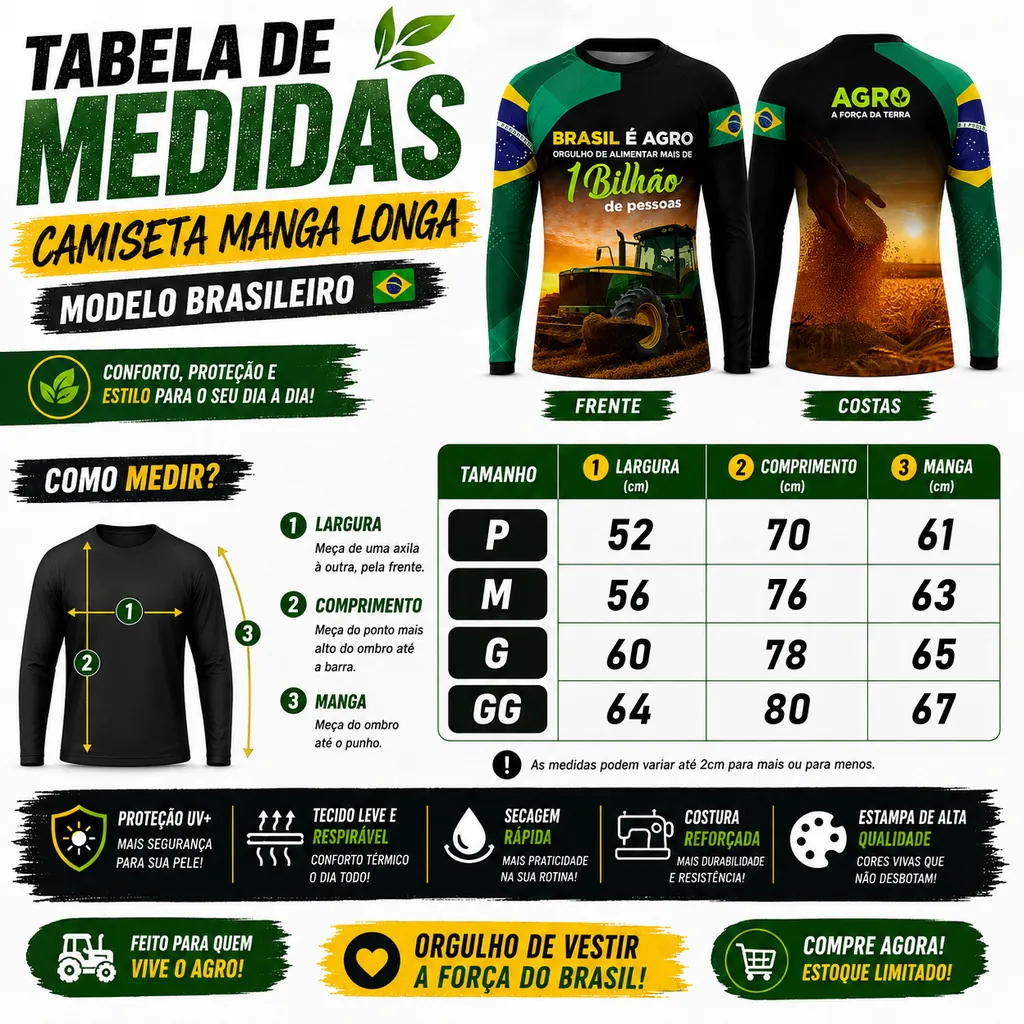 TABELA DE
MEDIDAS
CAMISETA MANGA LONGA
MODELO BRASILEIRO
CONFORTO, PROTEÇÃO E
ESTILO PARA O SEU DIA A DIA!
BRASIL É AGRO
ORGULHO DE ALIMENTAR MAIS DE
1 Bilhão
de pessoas
AGRO
A FORÇA DA TERRA
FRENTE
COSTAS
COMO MEDIR?
1
2
3
1 LARGURA
Meça de uma axila
à outra, pela frente.
2 COMPRIMENTO
Meça do ponto mais
alto do ombro até
a barra.
3 MANGA
Meça do ombro
até o punho.
TAMANHO 1 LARGURA (cm) 2 COMPRIMENTO (cm) 3 MANGA (cm)
P 52 70 61
M 56 76 63
G 60 78 65
GG 64 80 67
! As medidas podem variar até 2cm para mais ou para menos.
PROTEÇÃO UV+
MAIS SEGURANÇA
PARA SUA PELE!
TECIDO LEVE E
RESPIRÁVEL
CONFORTO TÉRMICO
O DIA TODO!
SECAGEM
RÁPIDA
MAIS PRATICIDADE
NA SUA ROTINA!
COSTURA
REFORÇADA
MAIS DURABILIDADE
E RESISTÊNCIA!
ESTAMPA DE ALTA
QUALIDADE
CORES VIVAS QUE
NÃO DESBOTAM!
FEITO PARA QUEM
VIVE O AGRO!
ORGULHO DE VESTIR
A FORÇA DO BRASIL!
COMPRE AGORA!
ESTOQUE LIMITADO!